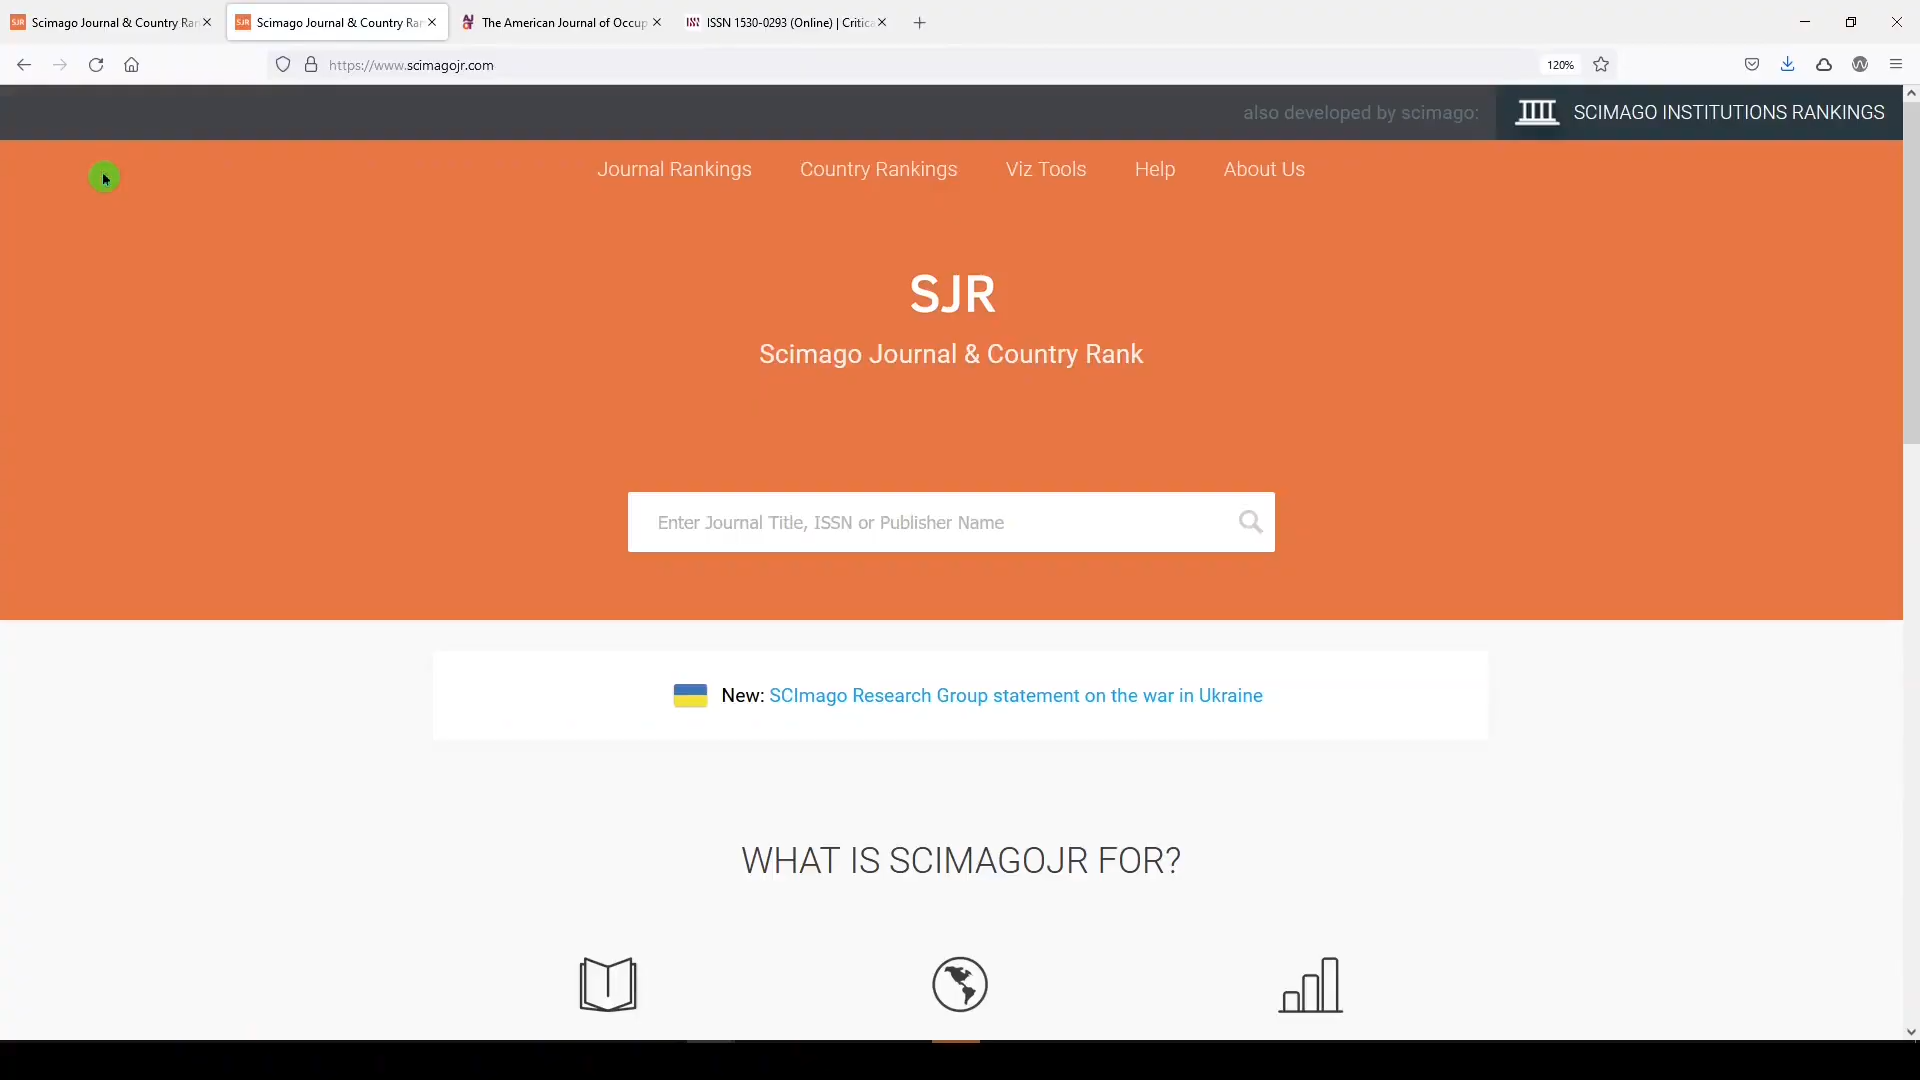 SJR Scimago Journal & Country Ra
SJR Scimago Journal & Country Ra
The American Journal of Occup
ISSN 1530-0293 (Online) | Critica
https://www.scimagojr.com
120%
also developed by scimago:
SCIMAGO INSTITUTIONS RANKINGS
Journal Rankings
Country Rankings
Viz Tools
Help
About Us
SJR
Scimago Journal & Country Rank
Enter Journal Title, ISSN or Publisher Name
New: SCImago Research Group statement on the war in Ukraine
WHAT IS SCIMAGOJR FOR?